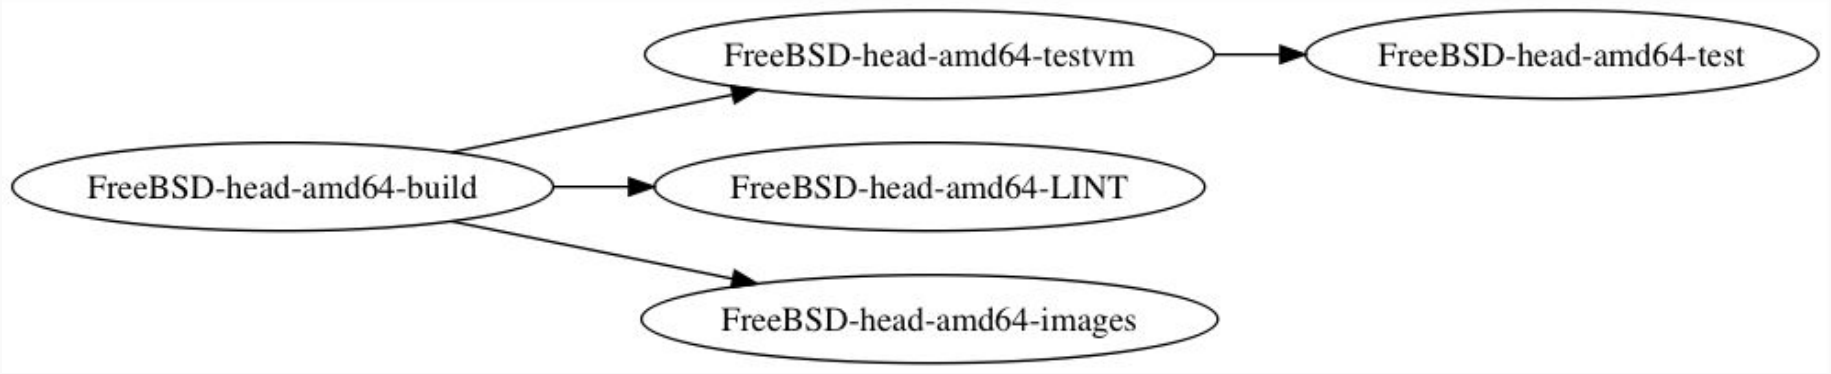 FreeBSD-head-amd64-testvm
FreeBSD-head-amd64-test
FreeBSD-head-amd64-build
FreeBSD-head-amd64-LINT
FreeBSD-head-amd64-images